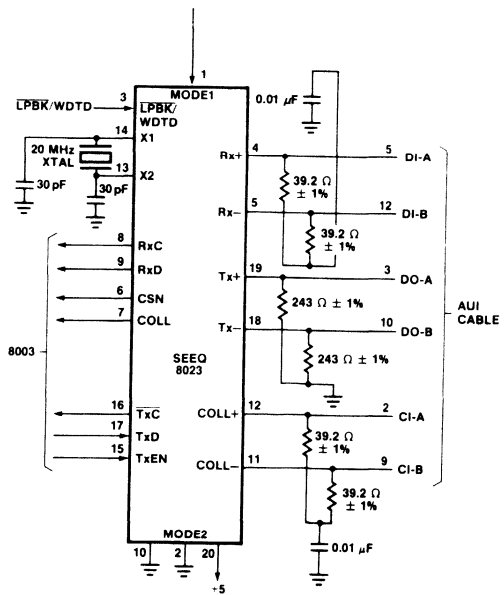 1
MODE1
LPBK/WDTD
3
LPBK/
WDTD
14
X1
20 MHz
XTAL
13
X2
30 pF
30 pF
8
RxC
9
RxD
6
CSN
7
COLL
8003
SEEQ
8023
16
TxC
17
TxD
15
TxEN
MODE2
10
2
20
+5
0.01 μF
Rx+
4
5
DI-A
39.2 Ω
± 1%
Rx−
5
12
DI-B
39.2 Ω
± 1%
Tx+
19
3
DO-A
243 Ω ± 1%
Tx−
18
10
DO-B
243 Ω ± 1%
AUI
CABLE
COLL+
12
2
CI-A
39.2 Ω
± 1%
COLL−
11
9
CI-B
39.2 Ω
± 1%
0.01 μF